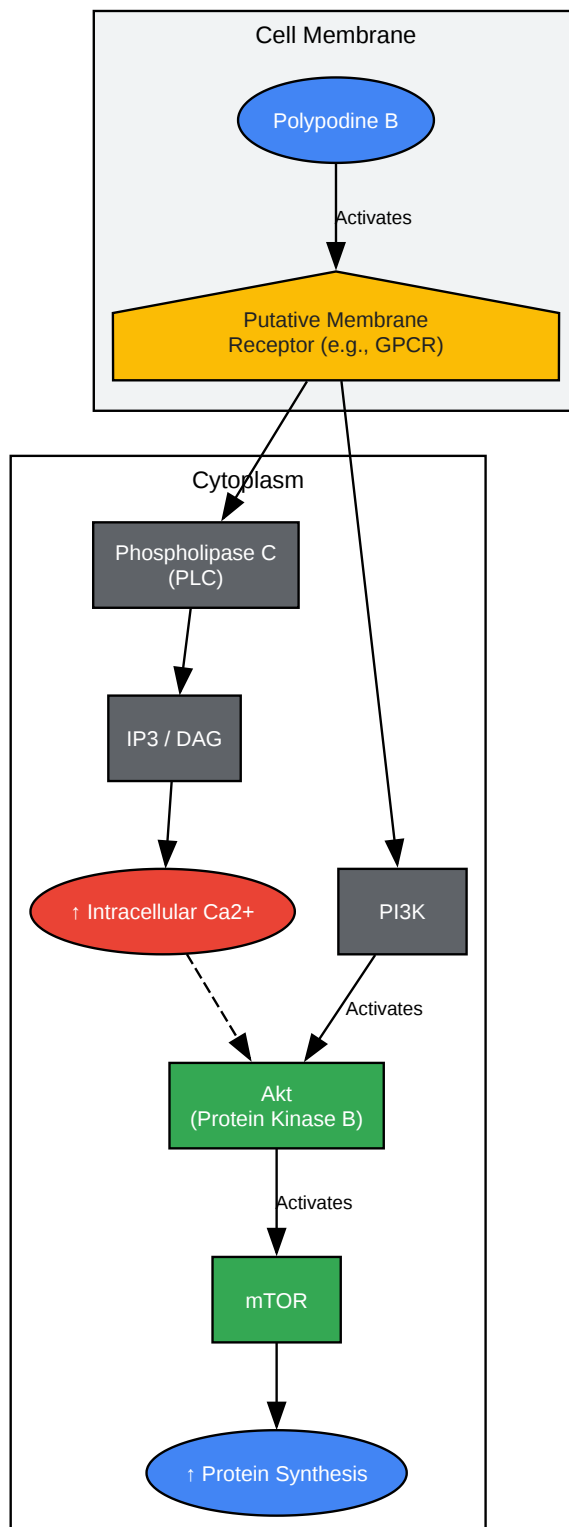 Cell Membrane
Polypodine B
Activates
Putative Membrane
Receptor (e.g., GPCR)
Cytoplasm
Phospholipase C
(PLC)
IP3 / DAG
↑ Intracellular Ca2+
PI3K
Activates
Akt
(Protein Kinase B)
Activates
mTOR
↑ Protein Synthesis